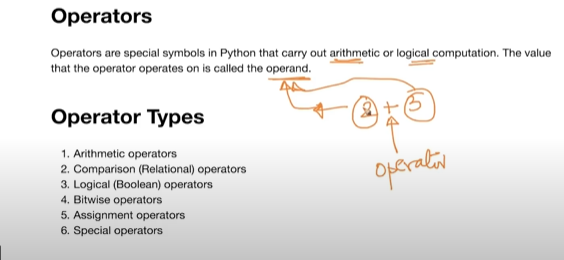 Operators
Operators are special symbols in Python that carry out arithmetic or logical computation. The value
that the operator operates on is called the operand.
2 + 3
Operator Types
operator
1. Arithmetic operators
2. Comparison (Relational) operators
3. Logical (Boolean) operators
4. Bitwise operators
5. Assignment operators
6. Special operators